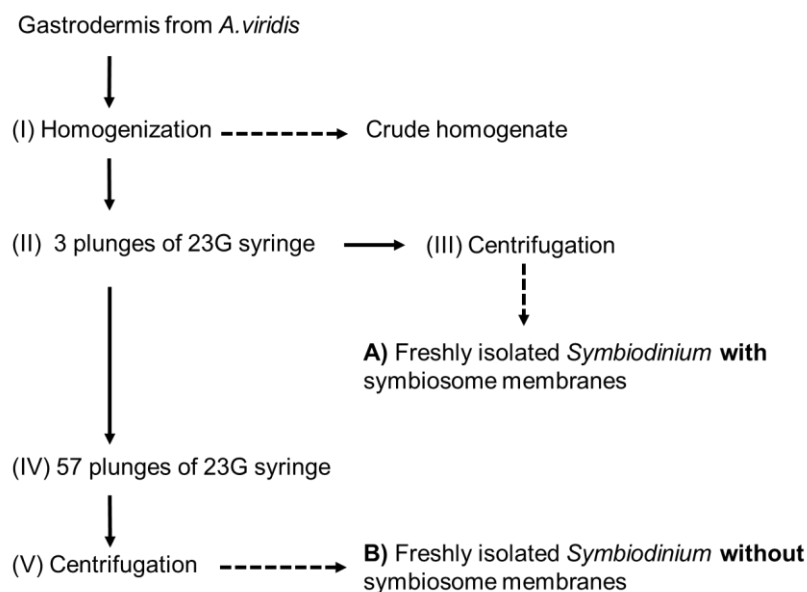 Gastrodermis from A.viridis
(I) Homogenization
Crude homogenate
(II) 3 plunges of 23G syringe
(III) Centrifugation
A) Freshly isolated Symbiodinium with
symbiosome membranes
(IV) 57 plunges of 23G syringe
(V) Centrifugation
B) Freshly isolated Symbiodinium without
symbiosome membranes